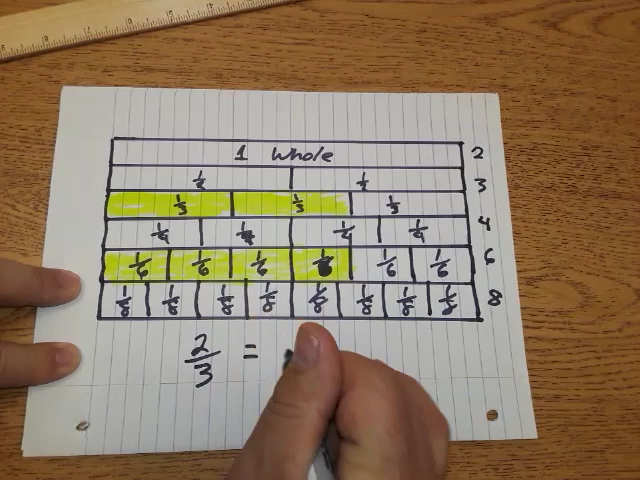 1 Whole 2
1/2 1/2 3
1/3 1/3 1/3
1/4 1/4 1/4 1/4 4
1/6 1/6 1/6 1/6 1/6 1/6 6
1/8 1/8 1/8 1/8 1/8 1/8 1/8 1/8 8
2/3 =